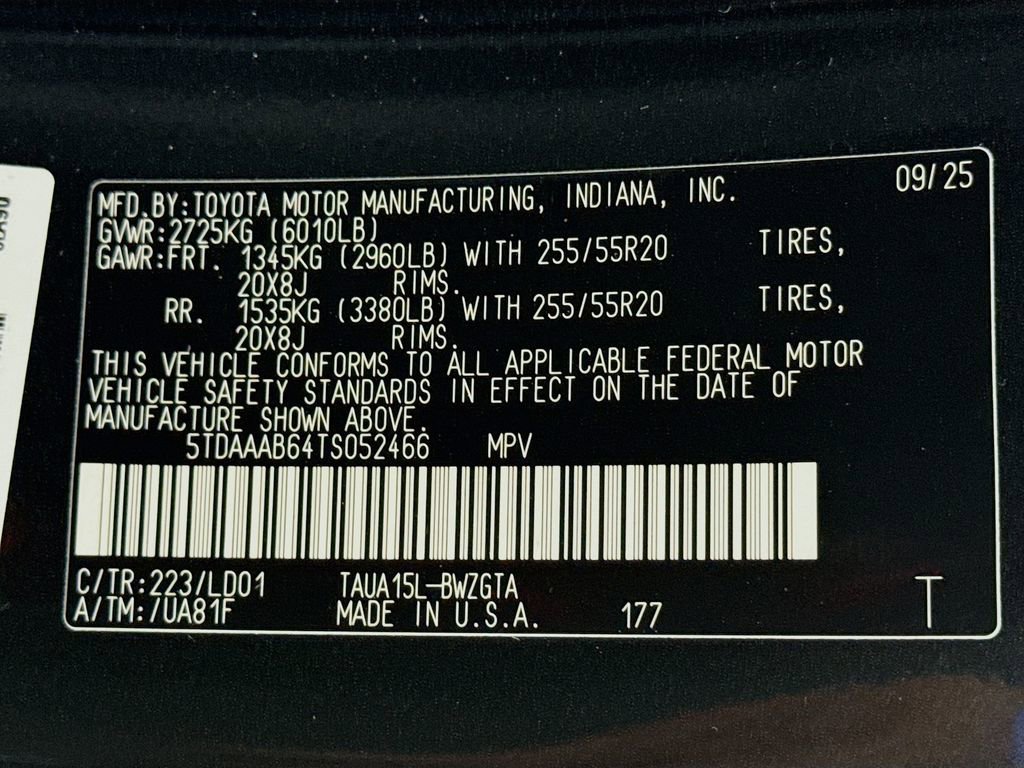 09/25
MFD.BY:TOYOTA MOTOR MANUFACTURING, INDIANA, INC.
GVWR:2725KG (6010LB)
GAWR:FRT. 1345KG (2960LB) WITH 255/55R20 TIRES,
20X8J RIMS.
RR. 1535KG (3380LB) WITH 255/55R20 TIRES,
20X8J RIMS.
THIS VEHICLE CONFORMS TO ALL APPLICABLE FEDERAL MOTOR
VEHICLE SAFETY STANDARDS IN EFFECT ON THE DATE OF
MANUFACTURE SHOWN ABOVE.
5TDAAAB64TS052466 MPV
C/TR:223/LD01 TAUA15L-BWZGTA
A/TM:/UA81F MADE IN U.S.A. 177 T